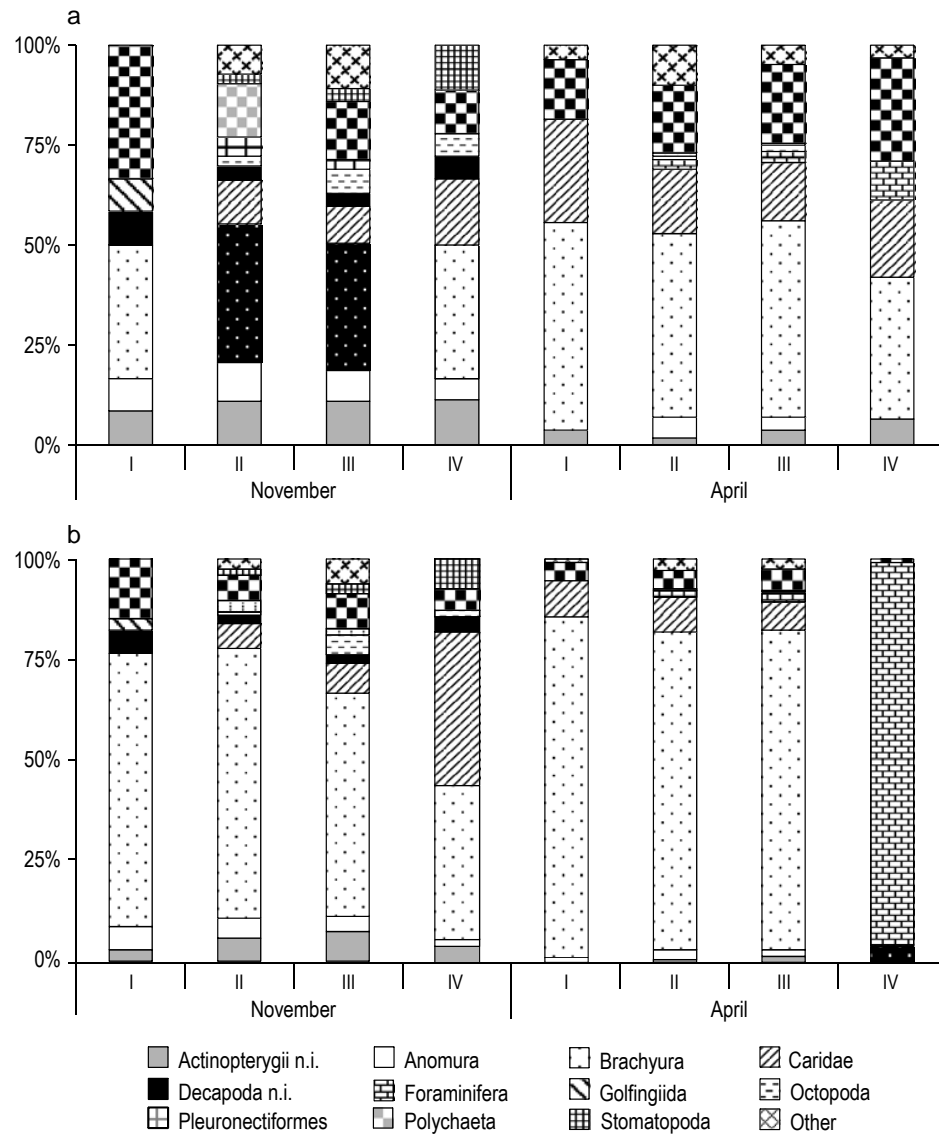 a
100%
75%
50%
25%
0%
I II III IV I II III IV
November April
b
100%
75%
50%
25%
0%
I II III IV I II III IV
November April
Actinopterygii n.i. Anomura Brachyura Caridae
Decapoda n.i. Foraminifera Golfingiida Octopoda
Pleuronectiformes Polychaeta Stomatopoda Other